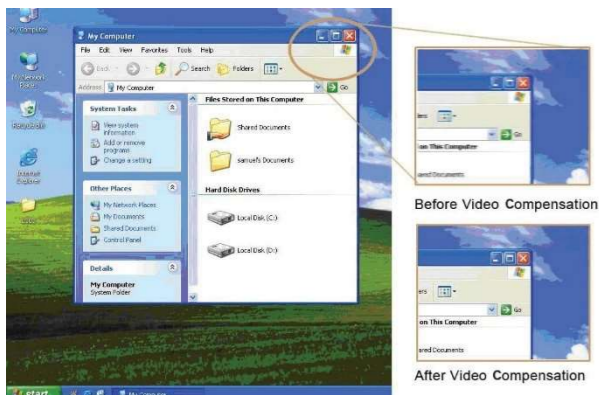 My Computer
My Computer
File Edit View Favorites Tools Help
Back Search Folders
Address My Computer Go
My Network
Place
Recycle Bin
Internet
Explorer
System Tasks
View system
information
Add or remove
programs
Change a setting
Other Places
My Network Places
My Documents
Shared Documents
Control Panel
Details
My Computer
System Folder
Files Stored on This Computer
Shared Documents
samuel's Documents
Hard Disk Drives
Local Disk (C:)
Local Disk (D:)
start
My Computer
ers
Go
on This Computer
ared Documents
Before Video Compensation
ers
Go
on This Computer
ared Documents
After Video Compensation